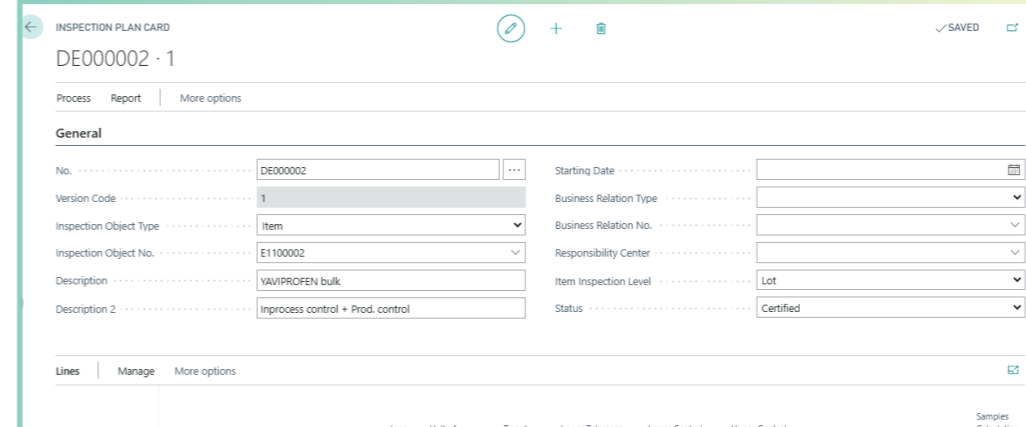 INSPECTION PLAN CARD
SAVED
DE000002 · 1
Process Report More options
General
No. DE000002 ...
Version Code 1
Inspection Object Type Item
Inspection Object No. E1100002
Description YAVIPROFEN bulk
Description 2 Inprocess control + Prod. control
Starting Date
Business Relation Type
Business Relation No.
Responsibility Center
Item Inspection Level Lot
Status Certified
Lines Manage More options
Samples